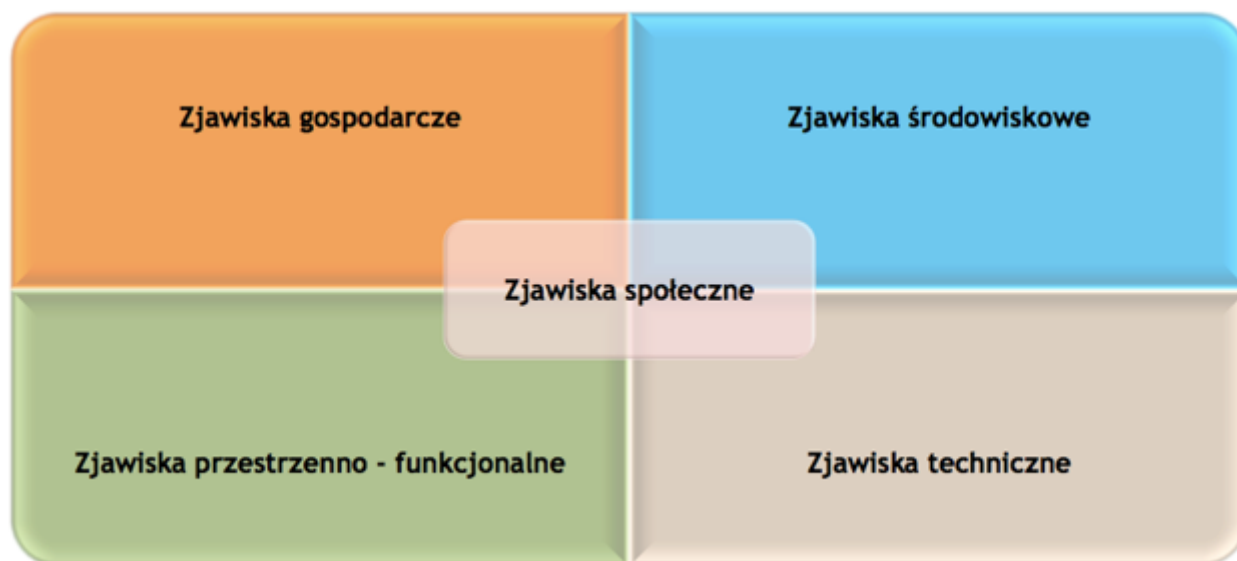 Zjawiska gospodarcze
Zjawiska środowiskowe
Zjawiska społeczne
Zjawiska przestrzenno - funkcjonalne
Zjawiska techniczne